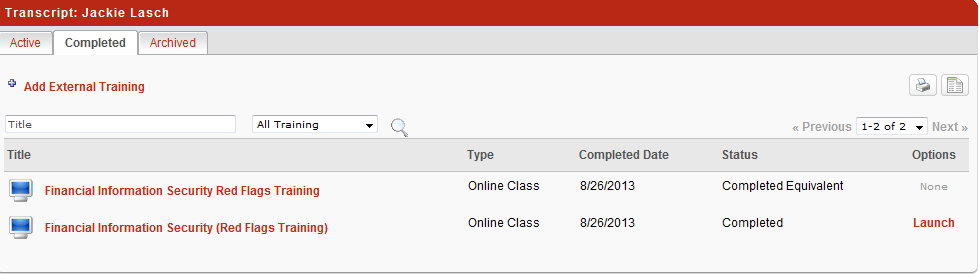 Transcript: Jackie Lasch
Active Completed Archived
Add External Training
Title All Training « Previous 1-2 of 2 Next »
Title Type Completed Date Status Options
Financial Information Security Red Flags Training Online Class 8/26/2013 Completed Equivalent None
Financial Information Security (Red Flags Training) Online Class 8/26/2013 Completed Launch